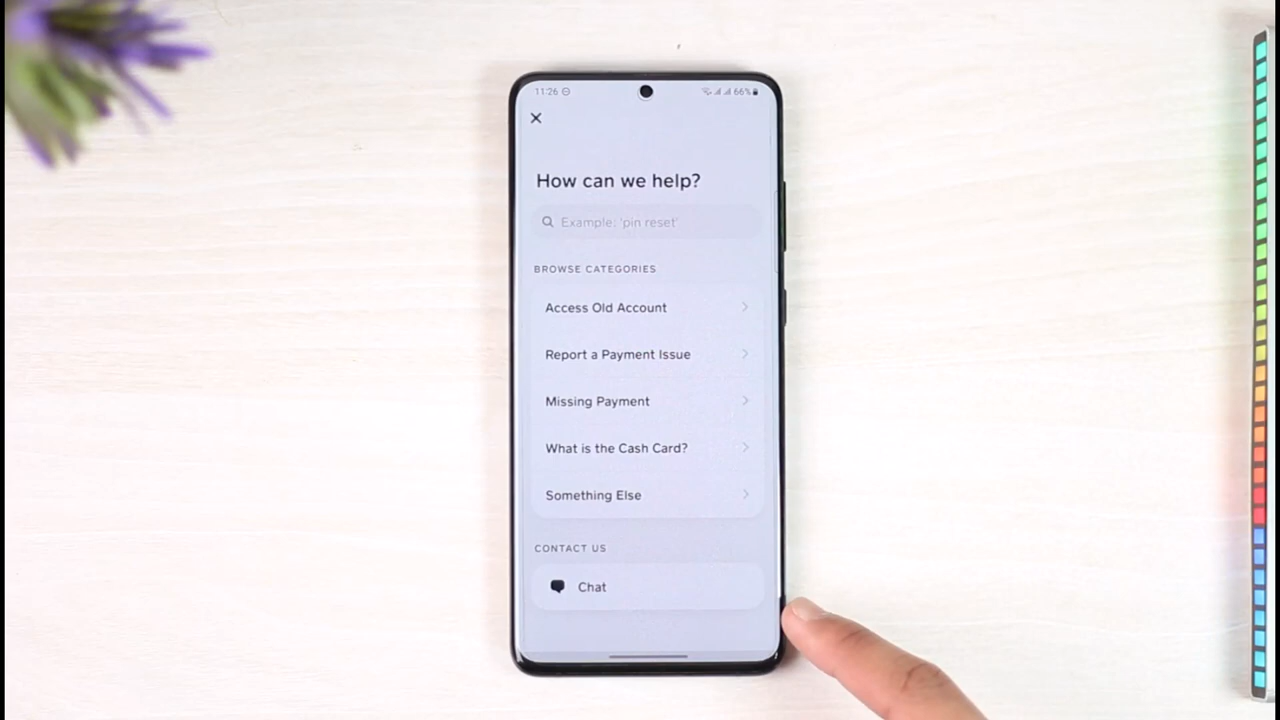 11:26
66%
How can we help?
Example: 'pin reset'
BROWSE CATEGORIES
Access Old Account
Report a Payment Issue
Missing Payment
What is the Cash Card?
Something Else
CONTACT US
Chat